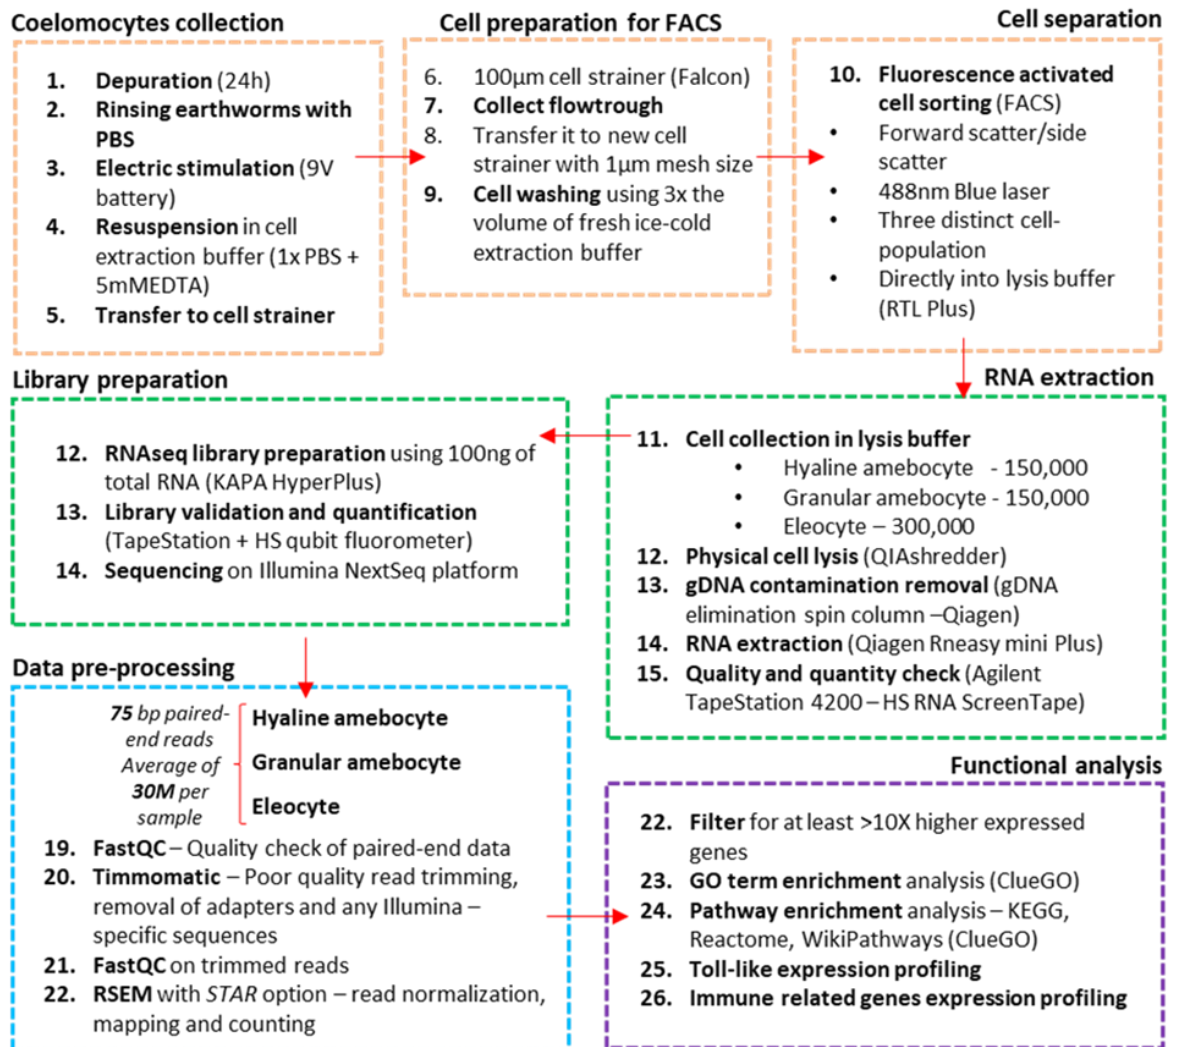 Coelomocytes collection
1. Depuration (24h)
2. Rinsing earthworms with
PBS
3. Electric stimulation (9V
battery)
4. Resuspension in cell
extraction buffer (1x PBS +
5mMEDTA)
5. Transfer to cell strainer
Cell preparation for FACS
6. 100µm cell strainer (Falcon)
7. Collect flowtrough
8. Transfer it to new cell
strainer with 1µm mesh size
9. Cell washing using 3x the
volume of fresh ice-cold
extraction buffer
Cell separation
10. Fluorescence activated
cell sorting (FACS)
• Forward scatter/side
scatter
• 488nm Blue laser
• Three distinct cell-
population
• Directly into lysis buffer
(RTL Plus)
RNA extraction
11. Cell collection in lysis buffer
• Hyaline amebocyte - 150,000
• Granular amebocyte - 150,000
• Eleocyte – 300,000
12. Physical cell lysis (QIAshredder)
13. gDNA contamination removal (gDNA
elimination spin column –Qiagen)
14. RNA extraction (Qiagen Rneasy mini Plus)
15. Quality and quantity check (Agilent
TapeStation 4200 – HS RNA ScreenTape)
Library preparation
12. RNAseq library preparation using 100ng of
total RNA (KAPA HyperPlus)
13. Library validation and quantification
(TapeStation + HS qubit fluorometer)
14. Sequencing on Illumina NextSeq platform
Data pre-processing
75 bp paired-
end reads
Average of
30M per
sample
Hyaline amebocyte
Granular amebocyte
Eleocyte
19. FastQC – Quality check of paired-end data
20. Timmomatic – Poor quality read trimming,
removal of adapters and any Illumina –
specific sequences
21. FastQC on trimmed reads
22. RSEM with STAR option – read normalization,
mapping and counting
Functional analysis
22. Filter for at least >10X higher expressed
genes
23. GO term enrichment analysis (ClueGO)
24. Pathway enrichment analysis – KEGG,
Reactome, WikiPathways (ClueGO)
25. Toll-like expression profiling
26. Immune related genes expression profiling